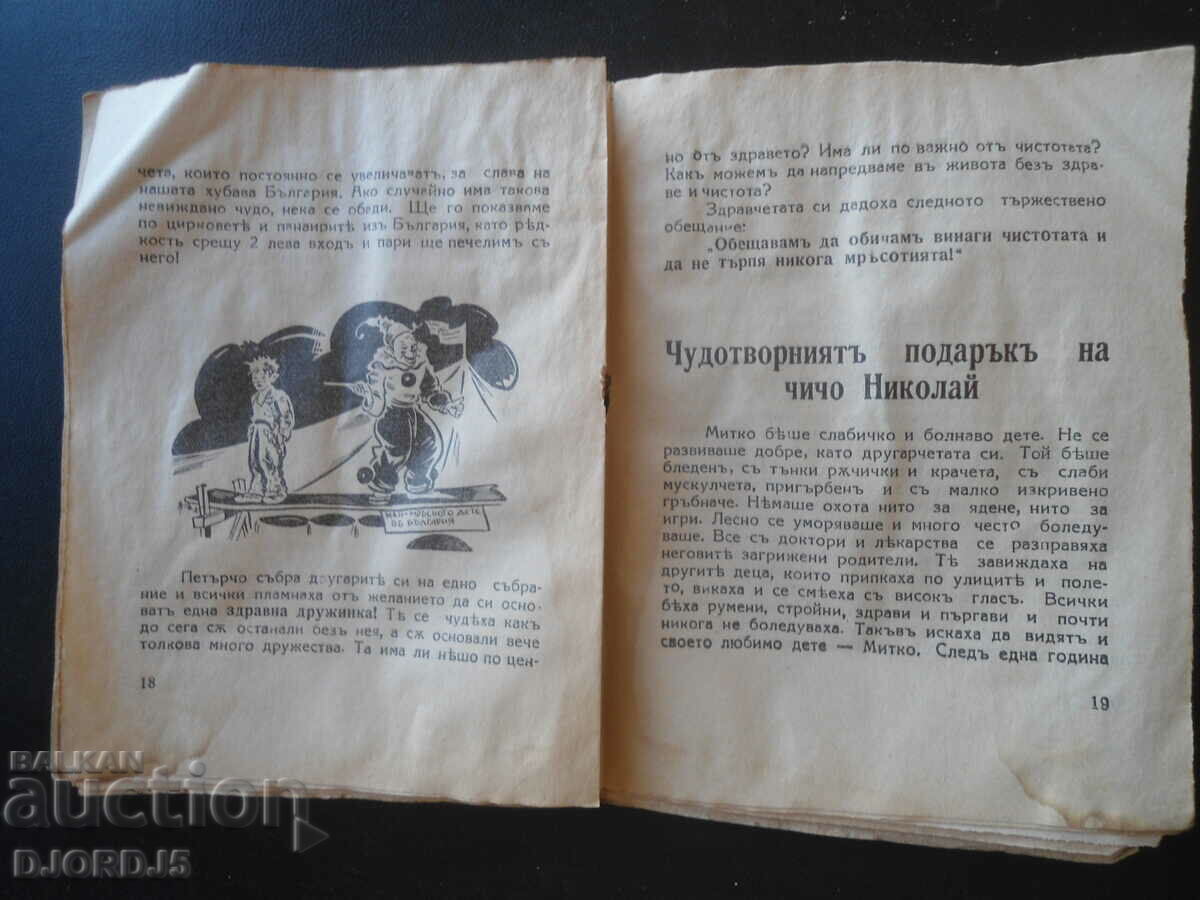 чета, които постоянно се увеличаватъ, за слава на
нашата хубава България. Ако случейно има такова
невиждано чудо, нека се обади. Ще го показваме
по цирковетѣ и панаиритѣ изъ България, като рѣд-
кость срещу 2 лева входъ и пари ще печелимъ съ
него!
НАЙ-МРЪСНОТО ДЕТЕ
ВЪ БЪЛГАРИЯ
Петърчо събра другаритѣ си на едно събра-
ние и всички пламнаха отъ желанието да си осно-
ватъ една здравна дружинка! Тѣ се чудѣха какъ
до сега сѫ останали безъ нея, а сѫ основали вече
толкова много дружества. Та има ли нѣшо по цен-
18
но отъ здравето? Има ли по важно отъ чистотата?
Какъ можемъ да напредваме въ живота безъ здра-
ве и чистота?
Здравчетата си дадоха следното тържествено
обещание:
„Обещавамъ да обичамъ винаги чистотата и
да не търпя никога мръсотията!“
Чудотворниятъ подаръкъ на
чичо Николай
Митко бѣше слабичко и болнаво дете. Не се
развиваше добре, като другарчетата си. Той бѣше
бледенъ, съ тънки рѫчички и крачета, съ слаби
мускулчета, пригърбенъ и съ малко изкривено
гръбначе. Нѣмаше охота нито за ядене, нито за
игри. Лесно се уморяваше и много често боледу-
ваше. Все съ доктори и лѣкарства се разправяха
неговитѣ загрижени родители. Тѣ завиждаха на
другитѣ деца, които припкаха по улицитѣ и поле-
то, викаха и се смѣеха съ високъ гласъ. Всички
бѣха румени, стройни, здрави и пъргави и почти
никога не боледуваха. Такъвъ искаха да видятъ и
своето любимо дете — Митко. Следъ една година
19
BALKAN
auction
DJORDJ5